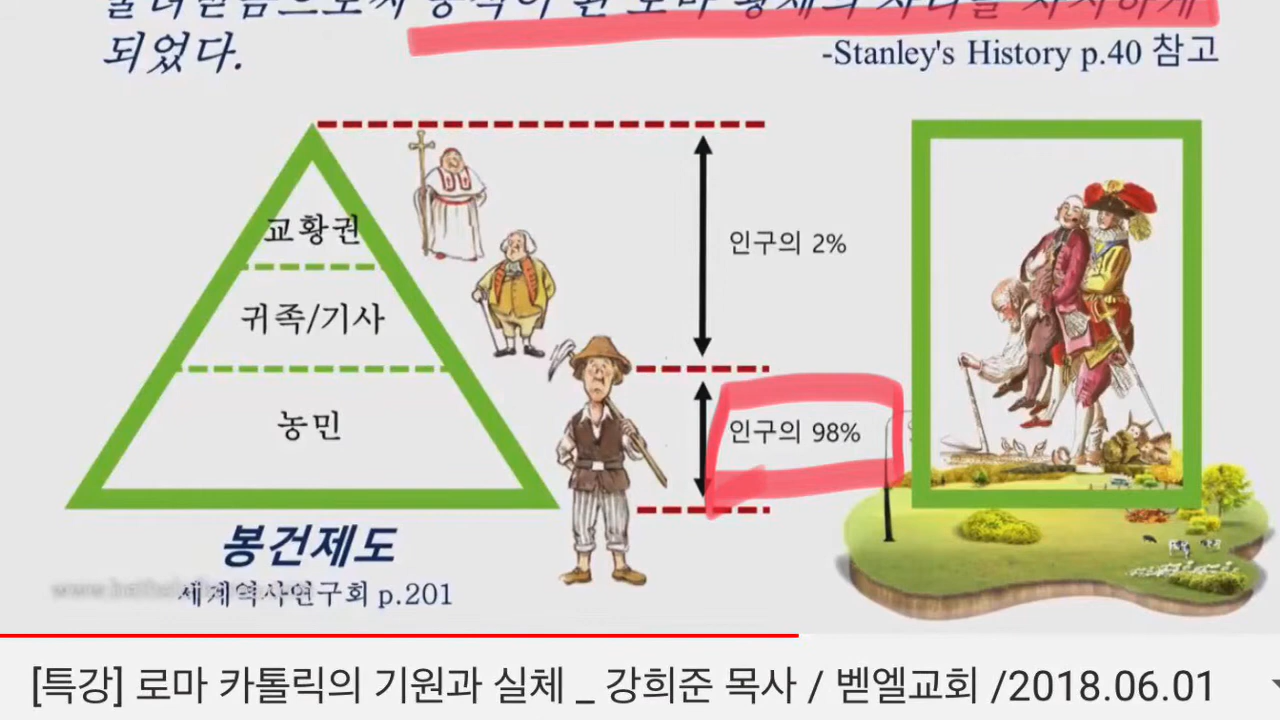 되었다.
-Stanley's History p.40 참고
교황권
귀족/기사
농민
인구의 2%
인구의 98%
봉건제도
세계역사연구회 p.201
[특강] 로마 카톨릭의 기원과 실체 _ 강희준 목사 / 벧엘교회 /2018.06.01